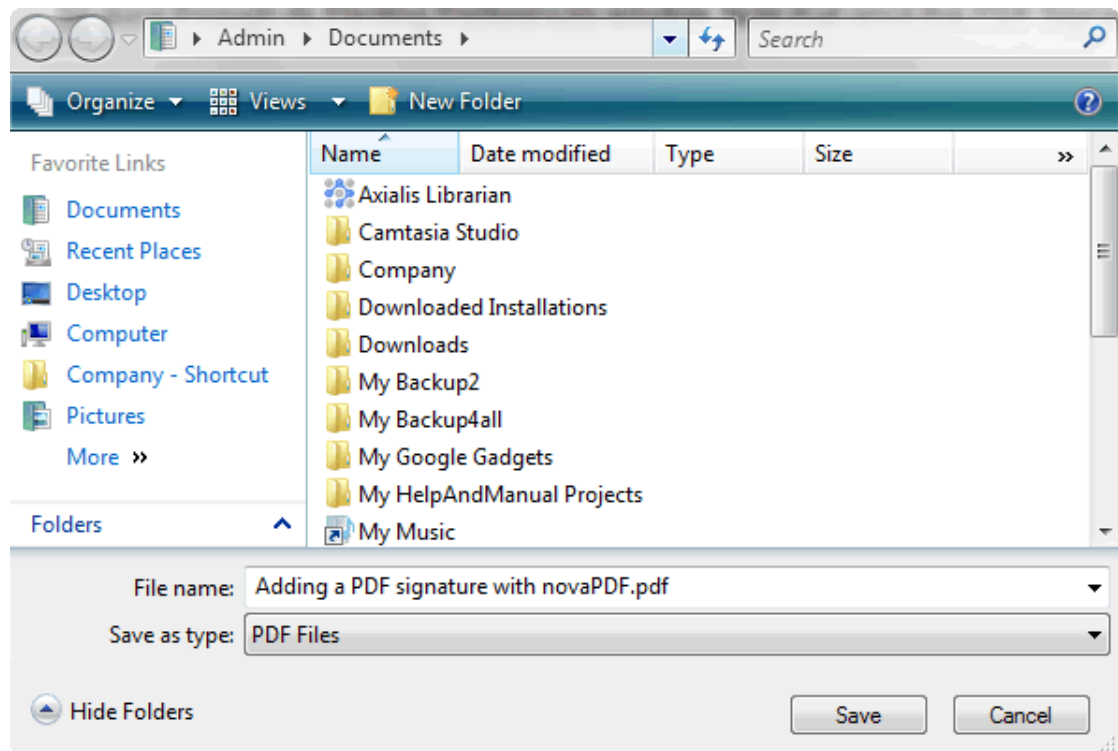 Admin Documents Search
Organize Views New Folder
Favorite Links
Documents
Recent Places
Desktop
Computer
Company - Shortcut
Pictures
More »
Folders
Name Date modified Type Size »
Axialis Librarian
Camtasia Studio
Company
Downloaded Installations
Downloads
My Backup2
My Backup4all
My Google Gadgets
My HelpAndManual Projects
My Music
File name: Adding a PDF signature with novaPDF.pdf
Save as type: PDF Files
Hide Folders Save Cancel